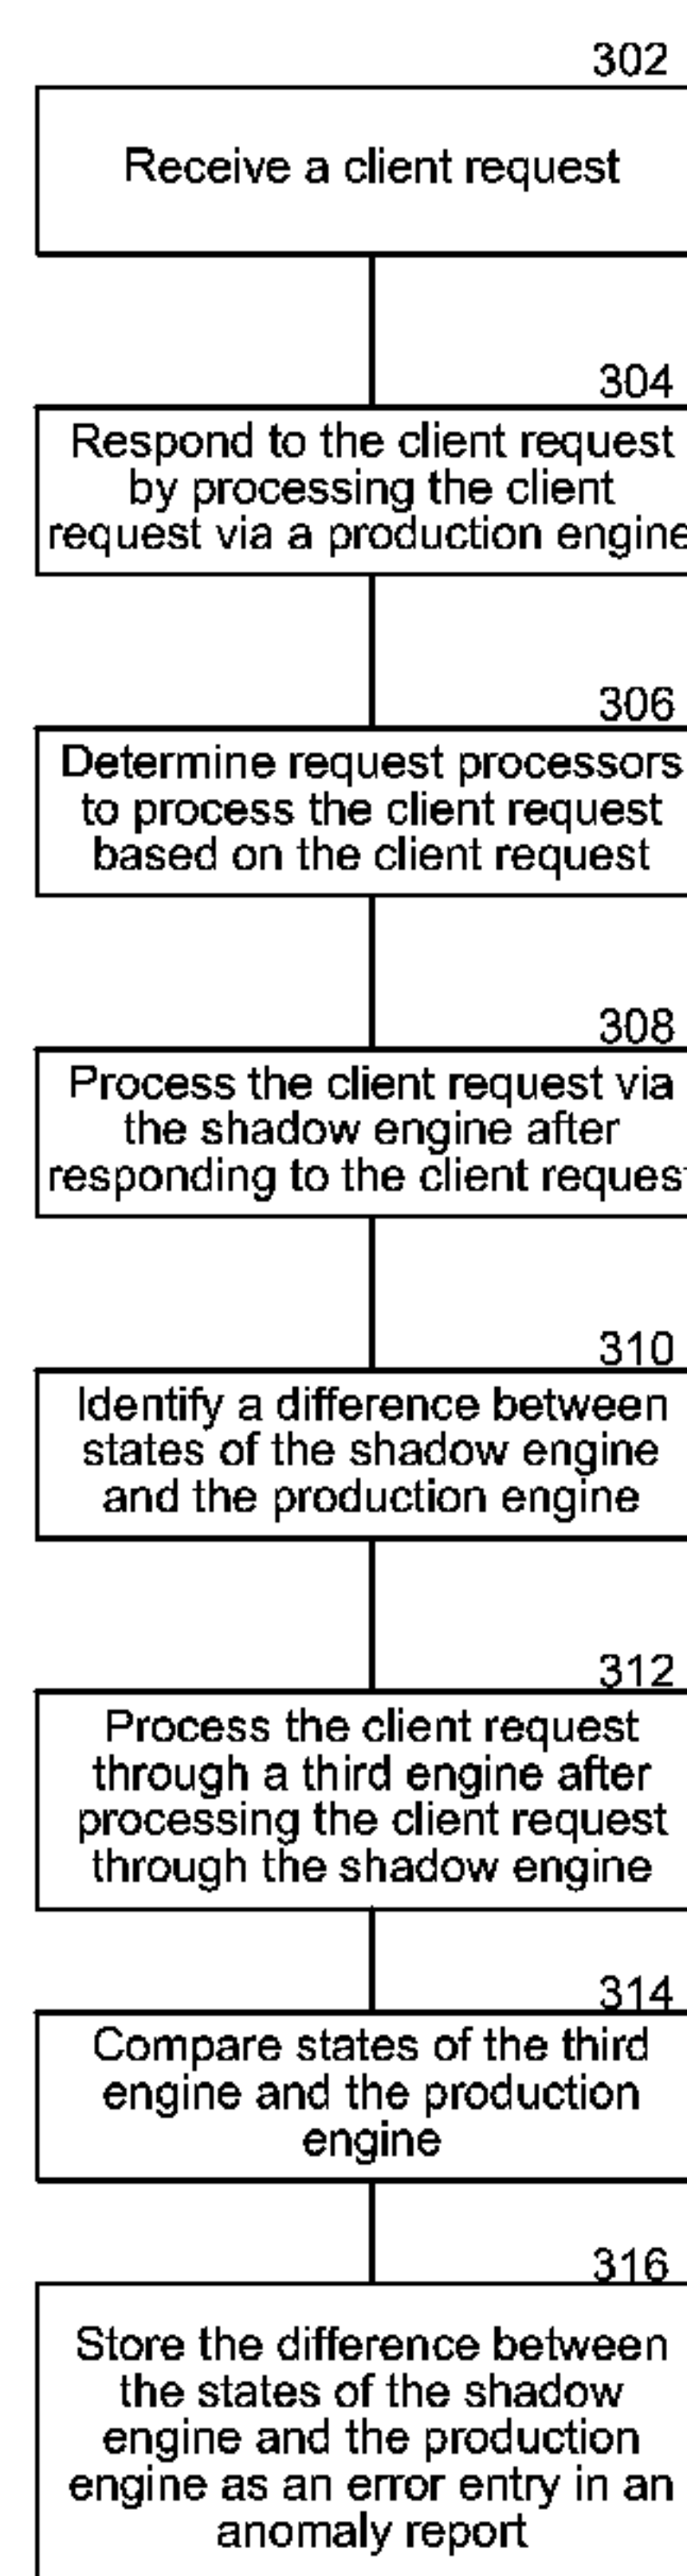 302
Receive a client request
304
Respond to the client request
by processing the client
request via a production engine
306
Determine request processors
to process the client request
based on the client request
308
Process the client request via
the shadow engine after
responding to the client request
310
Identify a difference between
states of the shadow engine
and the production engine
312
Process the client request
through a third engine after
processing the client request
through the shadow engine
314
Compare states of the third
engine and the production
engine
316
Store the difference between
the states of the shadow
engine and the production
engine as an error entry in an
anomaly report